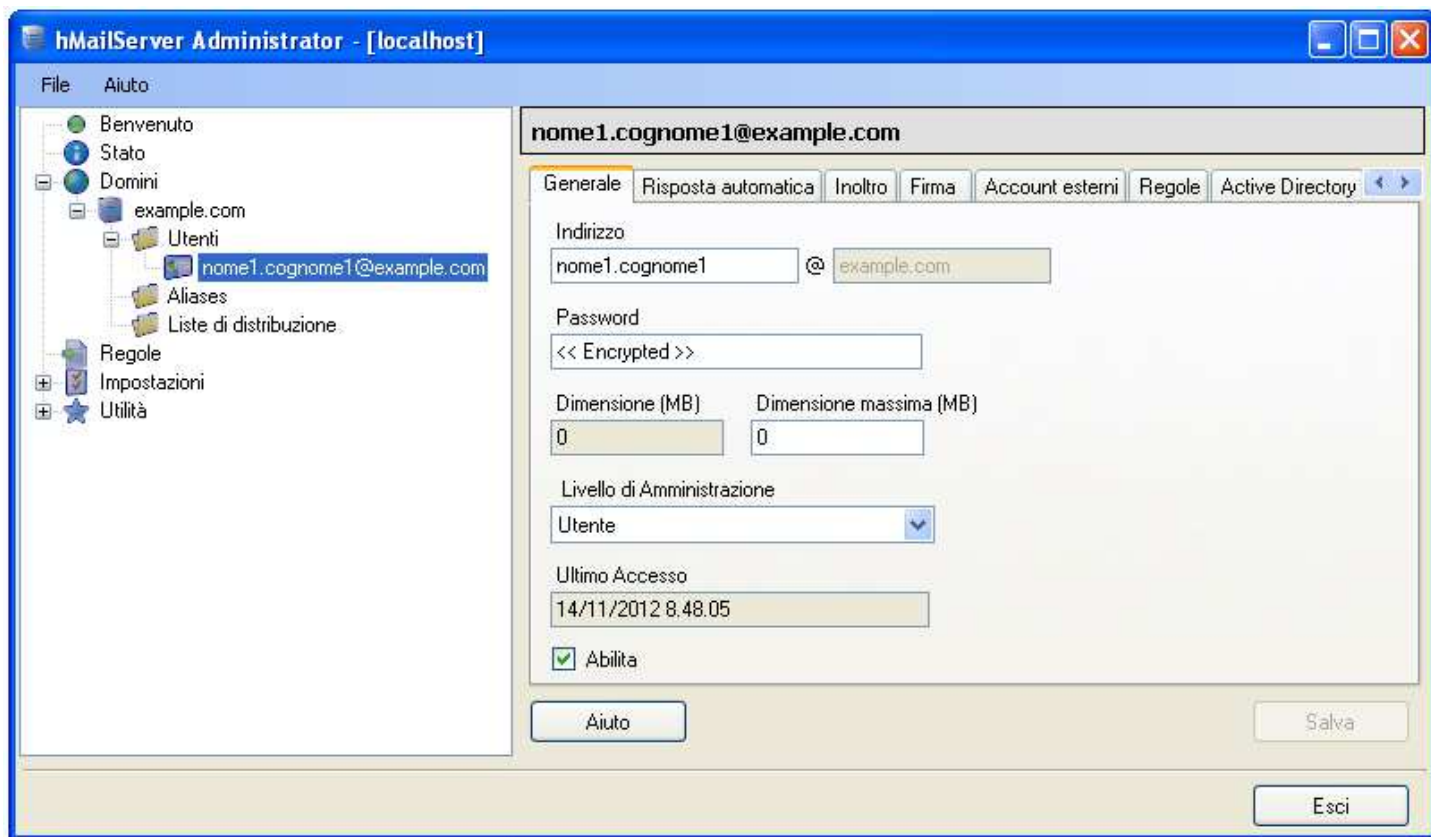 hMailServer Administrator - [localhost]
File Aiuto
Benvenuto
Stato
Domini
example.com
Utenti
nome1.cognome1@example.com
Aliases
Liste di distribuzione
Regole
Impostazioni
Utilità
nome1.cognome1@example.com
Generale Risposta automatica Inoltro Firma Account esterni Regole Active Directory
Indirizzo
nome1.cognome1 @ example.com
Password
<< Encrypted >>
Dimensione (MB) Dimensione massima (MB)
0 0
Livello di Amministrazione
Utente
Ultimo Accesso
14/11/2012 8.48.05
Abilita
Aiuto Salva
Esci